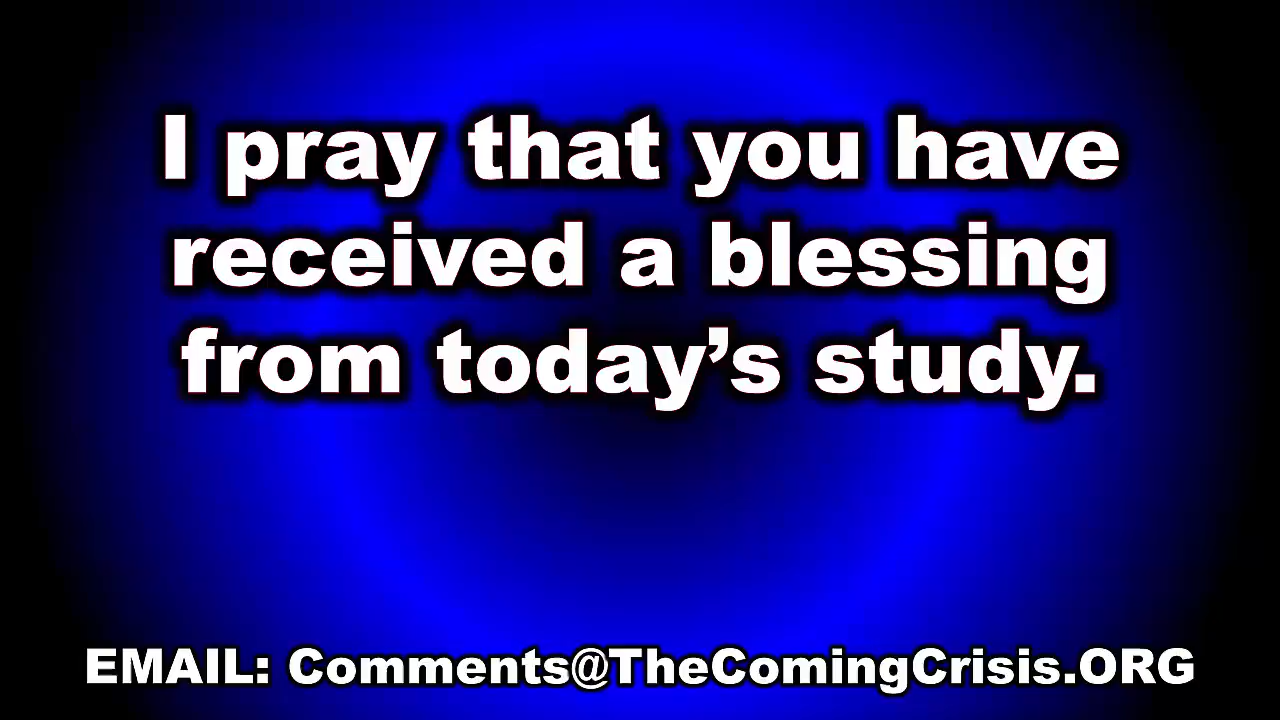 I pray that you have
received a blessing
from today’s study.
EMAIL: Comments@TheComingCrisis.ORG